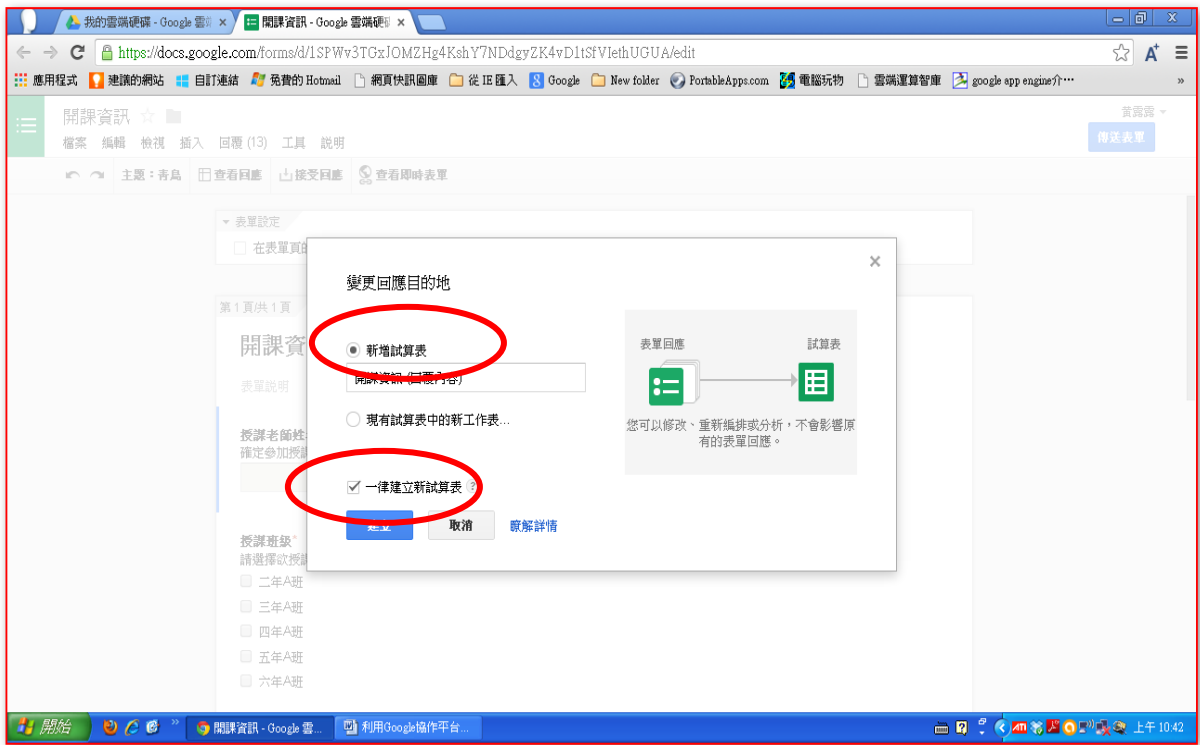 我的雲端硬碟 - Google 雲
開課資訊 - Google 雲端硬碟
https://docs.google.com/forms/d/1SPWv3TGxJOMZHg4KshY7NDdgyZK4vD1tSfVIethUGUA/edit
應用程式 建議的網站 自訂連結 免費的 Hotmail 網頁快訊圖庫 從 IE 匯入 Google New folder PortableApps.com 電腦玩物 雲端運算智庫 google app engine介…
開課資訊
黃露露
檔案 編輯 檢視 插入 回覆 (13) 工具 說明
傳送表單
主題：青鳥 查看回應 接受回應 查看即時表單
表單設定
在表單頁的
變更回應目的地
第 1 頁/共 1 頁
開課資
新增試算表
表單回應 試算表
表單說明
開課資訊 (回覆內容)
現有試算表中的新工作表...
您可以修改、重新編排或分析，不會影響原
有的表單回應。
授課老師姓
確定參加授課
一律建立新試算表
建立 取消 瞭解詳情
授課班級*
請選擇欲授課
二年A班
三年A班
四年A班
五年A班
六年A班
開始 開課資訊 - Google 雲... 利用Google協作平台... 上午 10:42